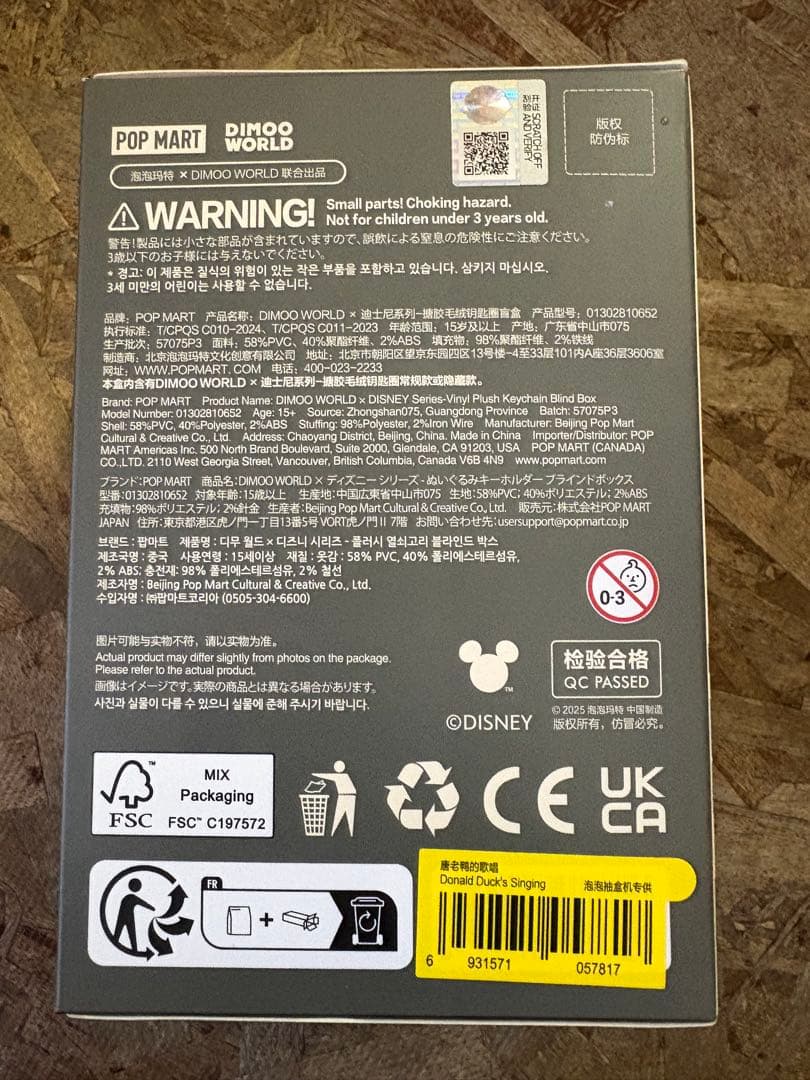 POP MART
DIMOO
WORLD
泡泡玛特 × DIMOO WORLD 联合出品
开证 SCRATCH OFF
刮验 AND VERIFY
版权
防伪标
WARNING! Small parts! Choking hazard.
Not for children under 3 years old.
警告!製品には小さな部品が含まれていますので、誤飲による窒息の危険性にご注意ください。
3歳以下のお子様には与えないでください。
* 경고: 이 제품은 질식의 위험이 있는 작은 부품을 포함하고 있습니다. 삼키지 마십시오.
3세 미만의 어린이는 사용할 수 없습니다.
品牌：POP MART 产品名称：DIMOO WORLD × 迪士尼系列-搪胶毛绒钥匙圈盲盒 产品型号：01302810652
执行标准：T/CPQS C010-2024、T/CPQS C011-2023 年龄范围：15岁及以上 产地：广东省中山市075
生产批次：57075P3 面料：58%PVC、40%聚酯纤维、2%ABS 填充物：98%聚酯纤维、2%铁线
制造商：北京泡泡玛特文化创意有限公司 地址：北京市朝阳区望京东园四区13号楼-4至33层101内A座36层3606室
网址：WWW.POPMART.COM 电话：400-023-2233
本盒内含有DIMOO WORLD × 迪士尼系列-搪胶毛绒钥匙圈常规款或隐藏款。
Brand: POP MART Product Name: DIMOO WORLD × DISNEY Series-Vinyl Plush Keychain Blind Box
Model Number: 01302810652 Age: 15+ Source: Zhongshan075, Guangdong Province Batch: 57075P3
Shell: 58%PVC, 40%Polyester, 2%ABS Stuffing: 98%Polyester, 2%Iron Wire Manufacturer: Beijing Pop Mart
Cultural & Creative Co., Ltd. Address: Chaoyang District, Beijing, China. Made in China Importer/Distributor: POP
MART Americas Inc. 500 North Brand Boulevard, Suite 2000, Glendale, CA 91203, USA POP MART (CANADA)
CO.,LTD. 2110 West Georgia Street, Vancouver, British Columbia, Canada V6B 4N9 www.popmart.com
ブランド:POP MART 商品名:DIMOO WORLD × ディズニー シリーズ - ぬいぐるみキーホルダー ブラインドボックス
型番:01302810652 対象年齢:15歳以上 生産地:中国広東省中山市075 生地:58%PVC; 40%ポリエステル; 2%ABS
充填物:98%ポリエステル; 2%針金 生産者:Beijing Pop Mart Cultural & Creative Co., Ltd. 販売元:株式会社POP MART
JAPAN 住所:東京都港区虎ノ門一丁目13番5号 VORT虎ノ門II 7階 お問い合わせ先:usersupport@popmart.co.jp
브랜드 : 팝마트 제품명 : 디무 월드 × 디즈니 시리즈 - 플러시 열쇠고리 블라인드 박스
제조국명 : 중국 사용연령 : 15세이상 재질 : 옷감 : 58% PVC, 40% 폴리에스테르섬유,
2% ABS; 충전재: 98% 폴리에스테르섬유, 2% 철선
제조자명 : Beijing Pop Mart Cultural & Creative Co., Ltd.
수입자명 : ㈜팝마트코리아 (0505-304-6600)
0-3
图片可能与实物不符，请以实物为准。
Actual product may differ slightly from photos on the package.
Please refer to the actual product.
画像はイメージです。実際の商品とは異なる場合があります。
사진과 실물이 다를 수 있으니 실물에 준해 주시기 바랍니다.
TM
©DISNEY
检验合格
QC PASSED
© 2025 泡泡玛特 中国制造
版权所有，仿冒必究。
FSC
MIX
Packaging
FSC™ C197572
CE
UK
CA
FR
唐老鸭的歌唱
Donald Duck's Singing
泡泡抽盒机专供
6 931571 057817